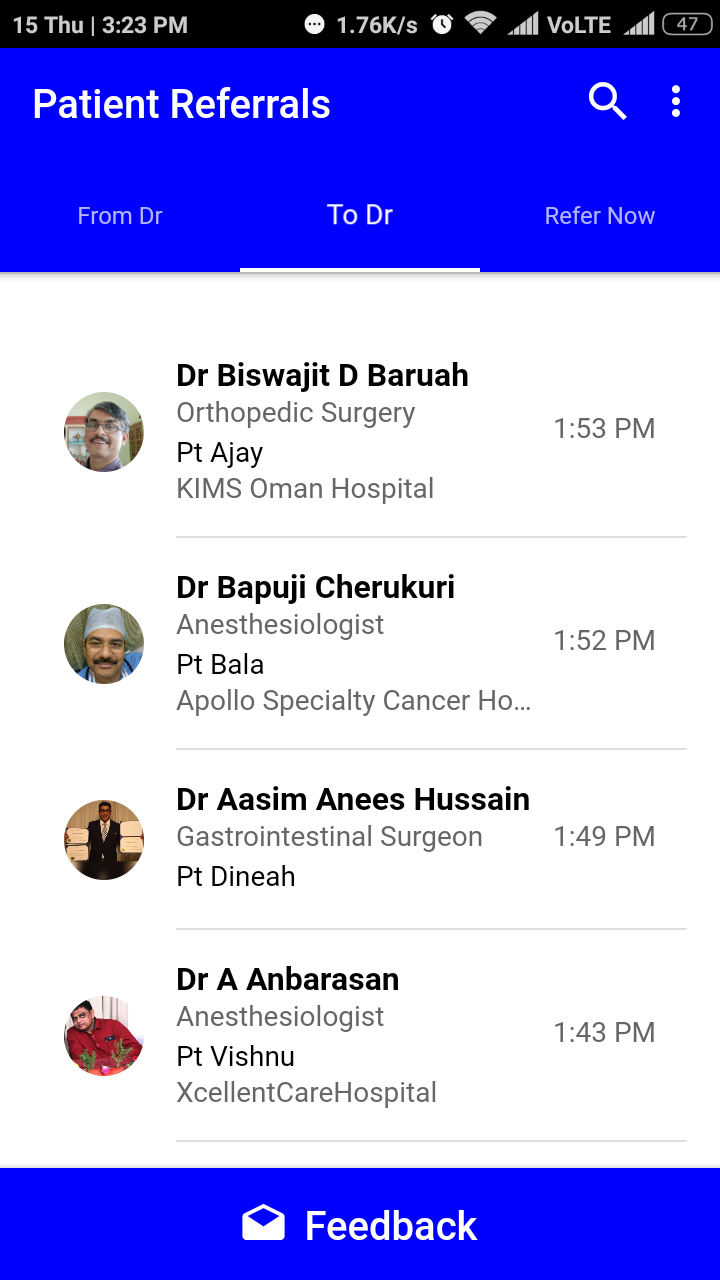 15 Thu | 3:23 PM 1.76K/s VoLTE 47
Patient Referrals
From Dr To Dr Refer Now
Dr Biswajit D Baruah
Orthopedic Surgery
1:53 PM
Pt Ajay
KIMS Oman Hospital
Dr Bapuji Cherukuri
Anesthesiologist
1:52 PM
Pt Bala
Apollo Specialty Cancer Ho...
Dr Aasim Anees Hussain
Gastrointestinal Surgeon 1:49 PM
Pt Dineah
Dr A Anbarasan
Anesthesiologist
1:43 PM
Pt Vishnu
XcellentCareHospital
Feedback